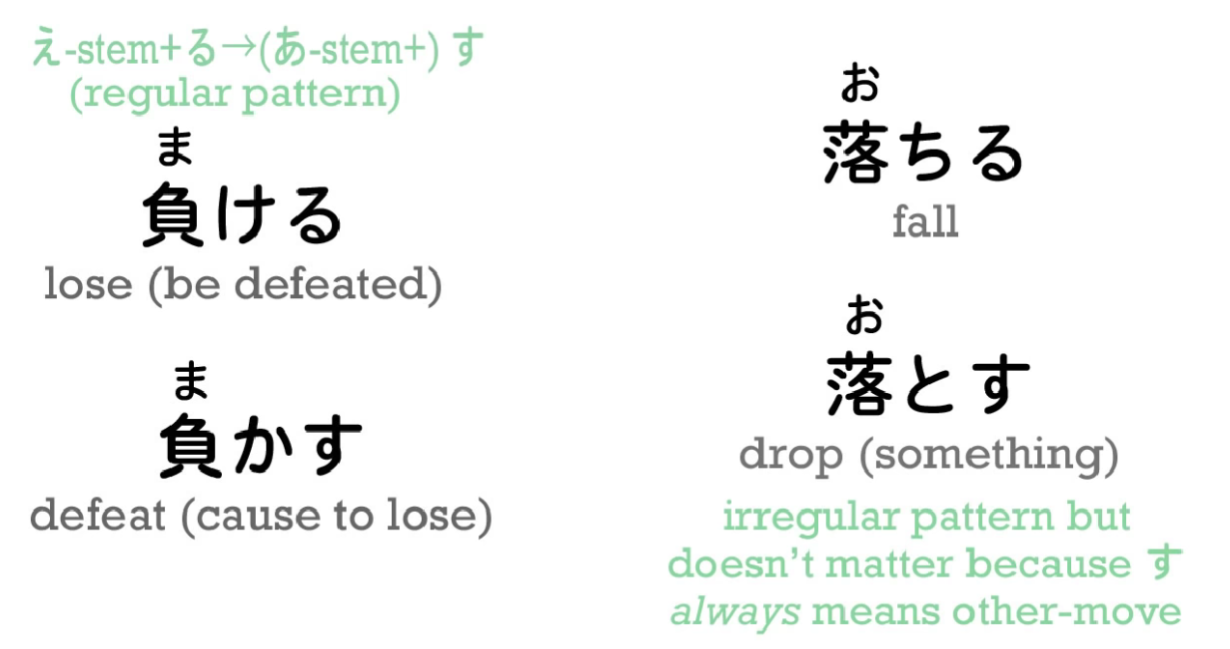 え-stem+る→(あ-stem+) す
(regular pattern)
ま
負ける
lose (be defeated)
ま
負かす
defeat (cause to lose)
お
落ちる
fall
お
落とす
drop (something)
irregular pattern but
doesn't matter because す
always means other-move